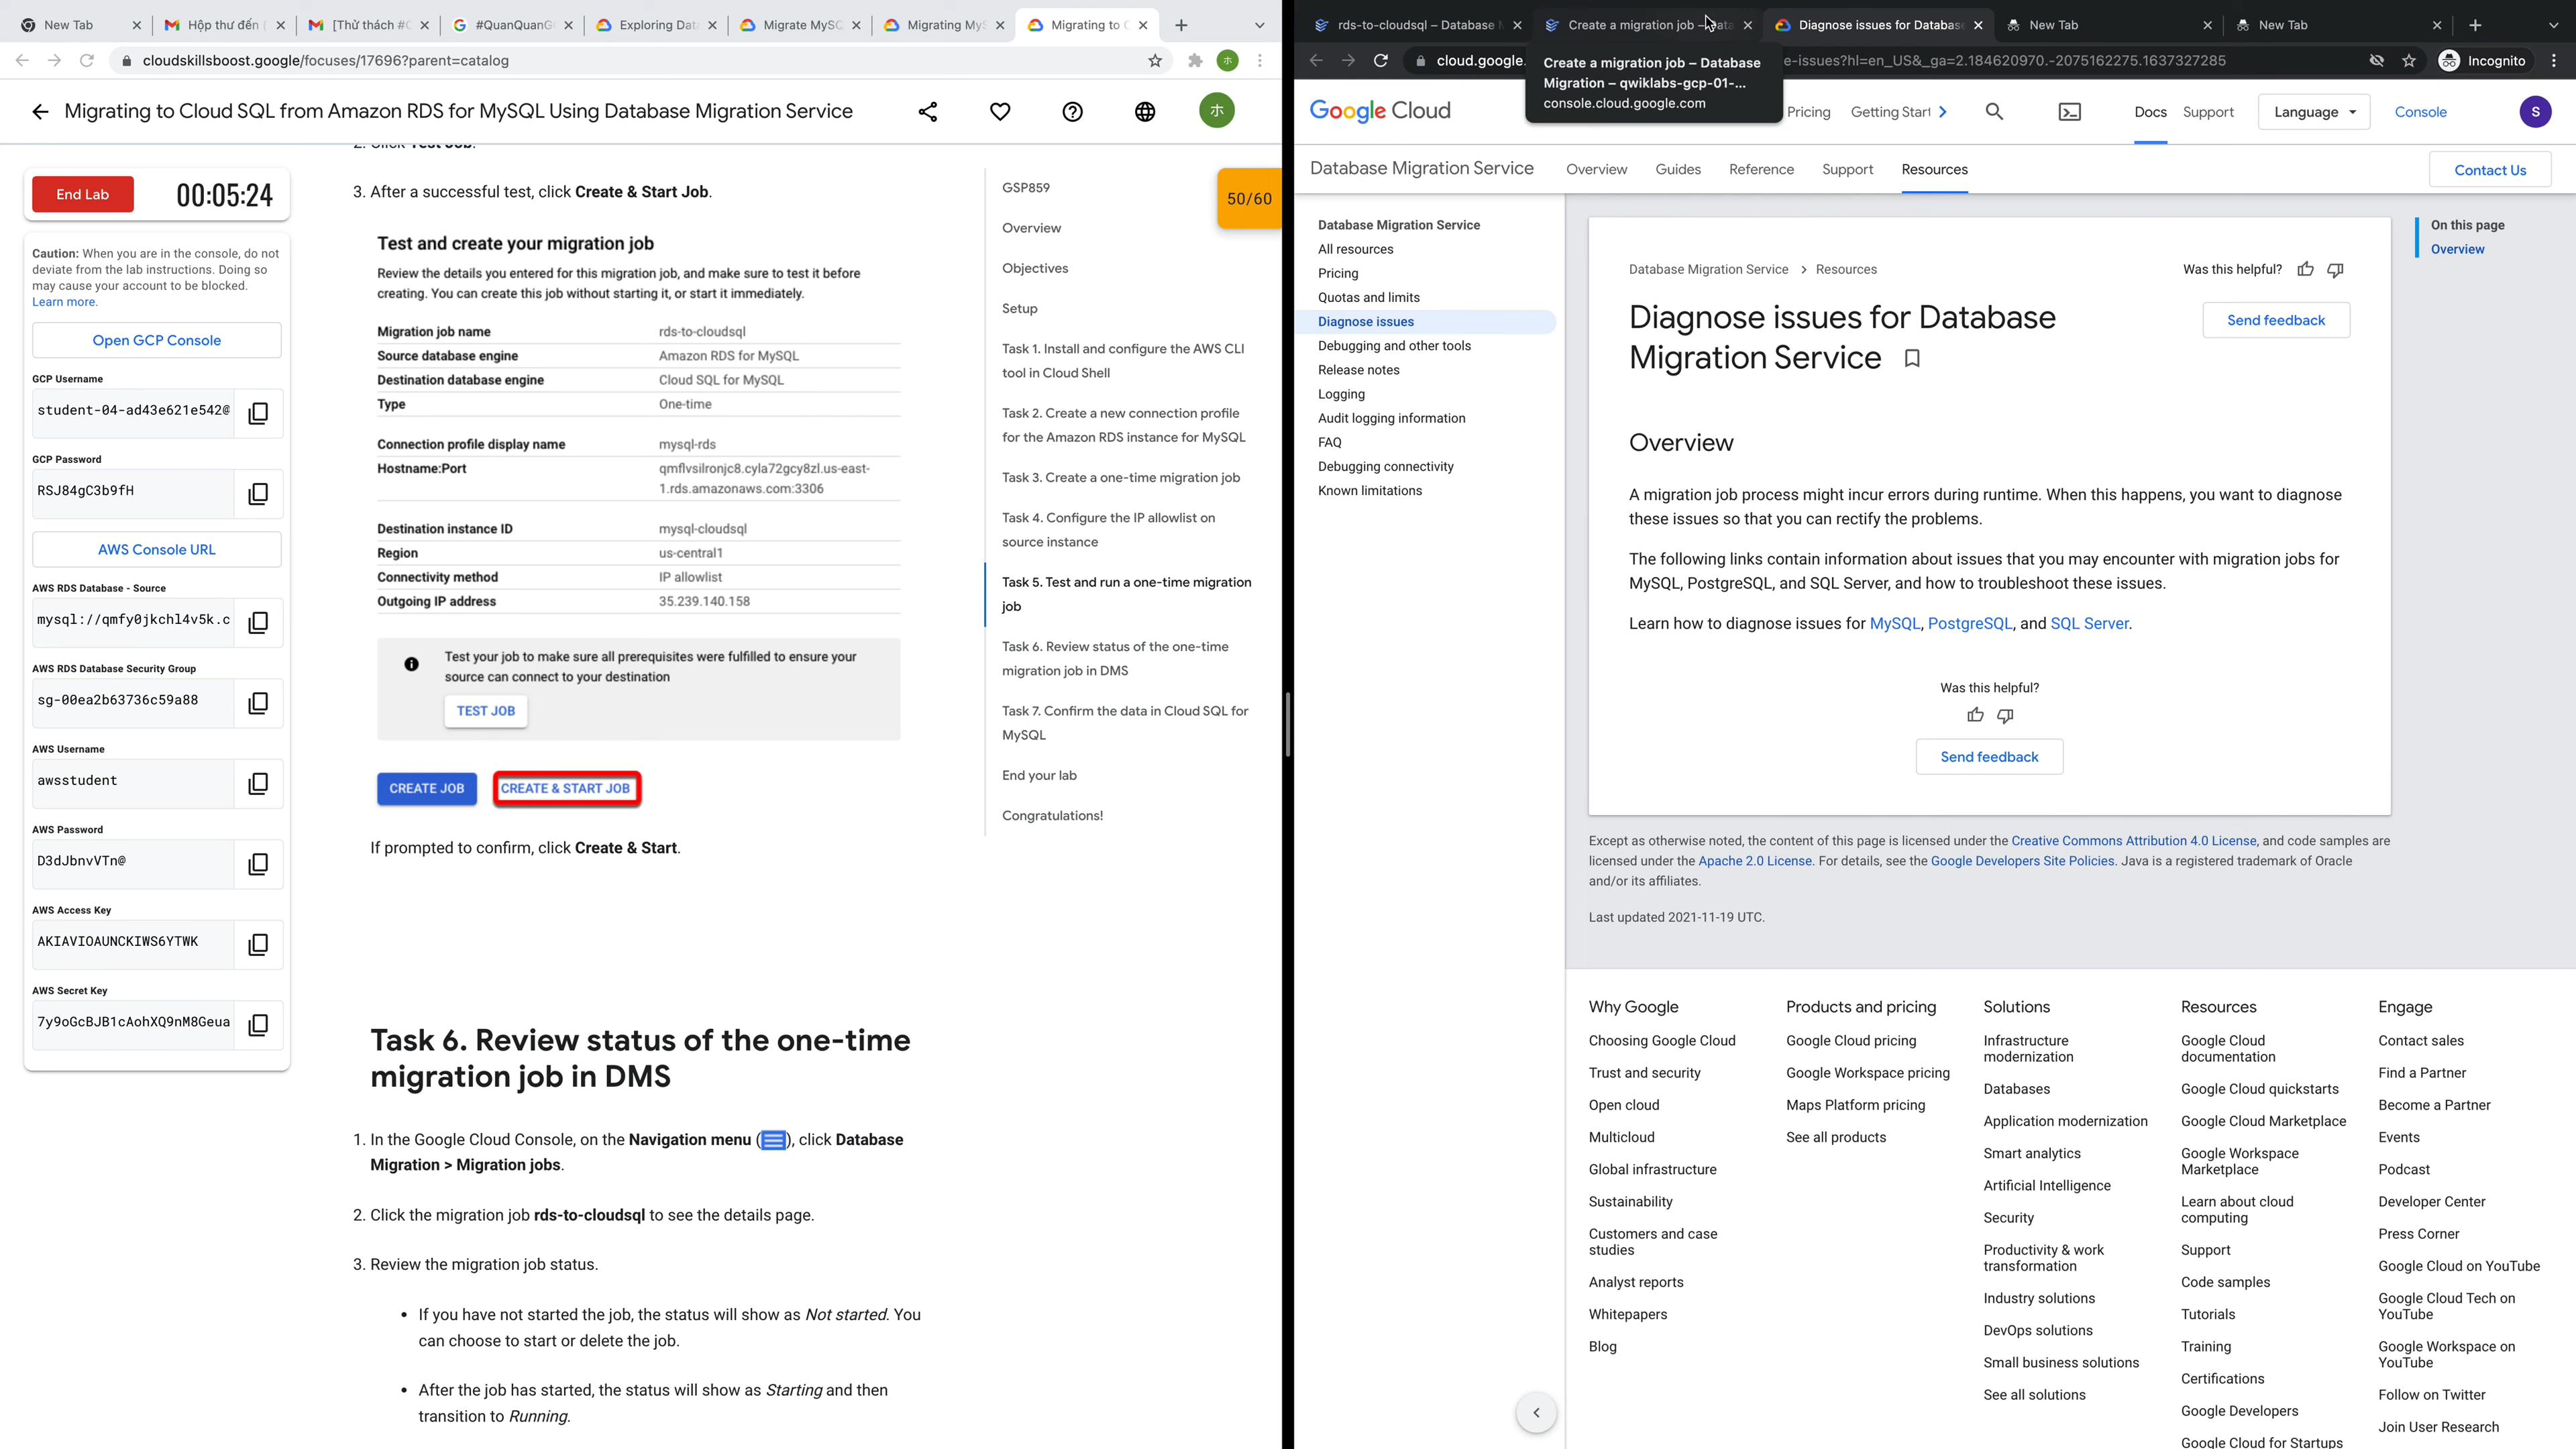 New Tab
Hộp thư đến (
[Thử thách #C
#QuanQuanG
Exploring Dat
Migrate MySQ
Migrating MyS
Migrating to C
cloudskillsboost.google/focuses/17696?parent=catalog
Migrating to Cloud SQL from Amazon RDS for MySQL Using Database Migration Service
ホ
End Lab
00:05:24
Caution: When you are in the console, do not
deviate from the lab instructions. Doing so
may cause your account to be blocked.
Learn more.
Open GCP Console
GCP Username
student-04-ad43e621e542@
GCP Password
RSJ84gC3b9fH
AWS Console URL
AWS RDS Database - Source
mysql://qmfy0jkchl4v5k.c
AWS RDS Database Security Group
sg-00ea2b63736c59a88
AWS Username
awsstudent
AWS Password
D3dJbnvVTn@
AWS Access Key
AKIAVIOAUNCKIWS6YTWK
AWS Secret Key
7y9oGcBJB1cAohXQ9nM8Geua
2. Click Test Job.
3. After a successful test, click Create & Start Job.
Test and create your migration job
Review the details you entered for this migration job, and make sure to test it before
creating. You can create this job without starting it, or start it immediately.
Migration job name rds-to-cloudsql
Source database engine Amazon RDS for MySQL
Destination database engine Cloud SQL for MySQL
Type One-time
Connection profile display name mysql-rds
Hostname:Port qmflvsilronjc8.cyla72gcy8zl.us-east-
1.rds.amazonaws.com:3306
Destination instance ID mysql-cloudsql
Region us-central1
Connectivity method IP allowlist
Outgoing IP address 35.239.140.158
Test your job to make sure all prerequisites were fulfilled to ensure your
source can connect to your destination
TEST JOB
CREATE JOB
CREATE & START JOB
If prompted to confirm, click Create & Start.
Task 6. Review status of the one-time
migration job in DMS
1. In the Google Cloud Console, on the Navigation menu (), click Database
Migration > Migration jobs.
2. Click the migration job rds-to-cloudsql to see the details page.
3. Review the migration job status.
• If you have not started the job, the status will show as Not started. You
can choose to start or delete the job.
• After the job has started, the status will show as Starting and then
transition to Running.
50/60
GSP859
Overview
Objectives
Setup
Task 1. Install and configure the AWS CLI
tool in Cloud Shell
Task 2. Create a new connection profile
for the Amazon RDS instance for MySQL
Task 3. Create a one-time migration job
Task 4. Configure the IP allowlist on
source instance
Task 5. Test and run a one-time migration
job
Task 6. Review status of the one-time
migration job in DMS
Task 7. Confirm the data in Cloud SQL for
MySQL
End your lab
Congratulations!
rds-to-cloudsql – Database
Create a migration job – Data
Diagnose issues for Database
New Tab
New Tab
cloud.google.
e-issues?hl=en_US&_ga=2.184620970.-2075162275.1637327285
Incognito
Create a migration job – Database
Migration – qwiklabs-gcp-01-...
console.cloud.google.com
Google Cloud
Pricing
Getting Start
Docs
Support
Language
Console
S
Database Migration Service
Overview
Guides
Reference
Support
Resources
Contact Us
Database Migration Service
All resources
Pricing
Quotas and limits
Diagnose issues
Debugging and other tools
Release notes
Logging
Audit logging information
FAQ
Debugging connectivity
Known limitations
On this page
Overview
Database Migration Service > Resources
Was this helpful?
Diagnose issues for Database
Migration Service
Send feedback
Overview
A migration job process might incur errors during runtime. When this happens, you want to diagnose
these issues so that you can rectify the problems.
The following links contain information about issues that you may encounter with migration jobs for
MySQL, PostgreSQL, and SQL Server, and how to troubleshoot these issues.
Learn how to diagnose issues for MySQL, PostgreSQL, and SQL Server.
Was this helpful?
Send feedback
Except as otherwise noted, the content of this page is licensed under the Creative Commons Attribution 4.0 License, and code samples are
licensed under the Apache 2.0 License. For details, see the Google Developers Site Policies. Java is a registered trademark of Oracle
and/or its affiliates.
Last updated 2021-11-19 UTC.
Why Google
Choosing Google Cloud
Trust and security
Open cloud
Multicloud
Global infrastructure
Sustainability
Customers and case
studies
Analyst reports
Whitepapers
Blog
Products and pricing
Google Cloud pricing
Google Workspace pricing
Maps Platform pricing
See all products
Solutions
Infrastructure
modernization
Databases
Application modernization
Smart analytics
Artificial Intelligence
Security
Productivity & work
transformation
Industry solutions
DevOps solutions
Small business solutions
See all solutions
Resources
Google Cloud
documentation
Google Cloud quickstarts
Google Cloud Marketplace
Google Workspace
Marketplace
Learn about cloud
computing
Support
Code samples
Tutorials
Training
Certifications
Google Developers
Google Cloud for Startups
Engage
Contact sales
Find a Partner
Become a Partner
Events
Podcast
Developer Center
Press Corner
Google Cloud on YouTube
Google Cloud Tech on
YouTube
Google Workspace on
YouTube
Follow on Twitter
Join User Research